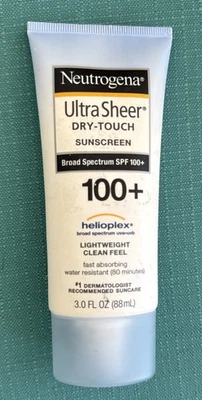 Neutrogena®
Ultra Sheer®
DRY-TOUCH
SUNSCREEN
Broad Spectrum SPF 100+
100+
helioplex®
broad spectrum uva•uvb
LIGHTWEIGHT
CLEAN FEEL
fast absorbing
water resistant (80 minutes)
#1 DERMATOLOGIST
RECOMMENDED SUNCARE
3.0 FL OZ (88mL)